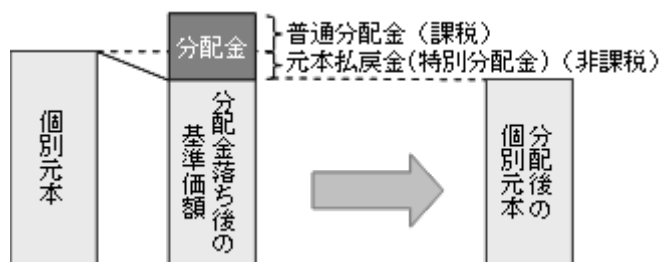 分配金
普通分配金（課税）
元本払戻金(特別分配金)（非課税）
個別元本
分配金落ち後の
基準価額
分配後の
個別元本